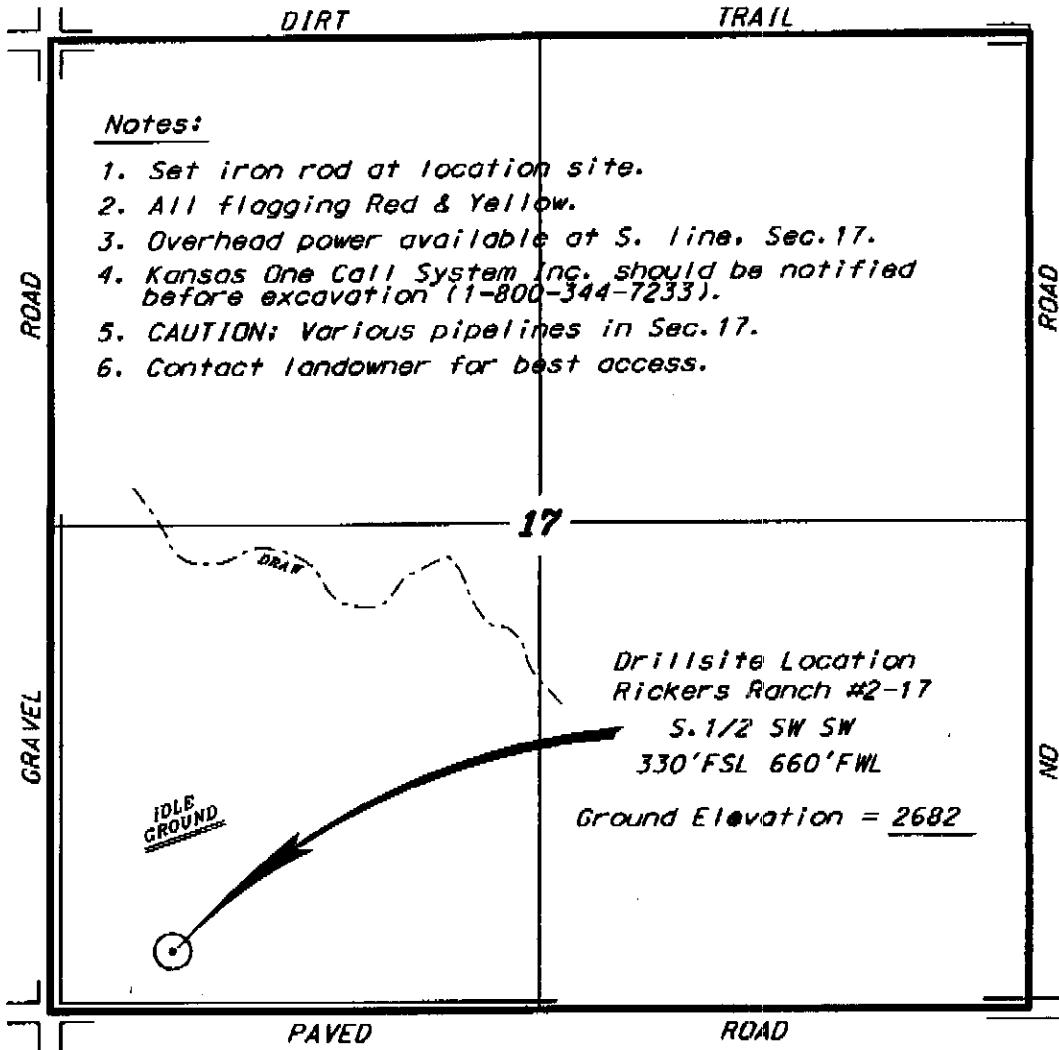 DIRT TRAIL
Notes:
1. Set iron rod at location site.
2. All flagging Red & Yellow.
3. Overhead power available at S. line, Sec.17.
4. Kansas One Call System Inc. should be notified
before excavation (1-800-344-7233).
5. CAUTION: Various pipelines in Sec.17.
6. Contact landowner for best access.
ROAD
ROAD
17
DRAW
Drillsite Location
Rickers Ranch #2-17
S.1/2 SW SW
330'FSL 660'FWL
Ground Elevation = 2682
GRAVEL
NO
IDLE
GROUND
PAVED ROAD